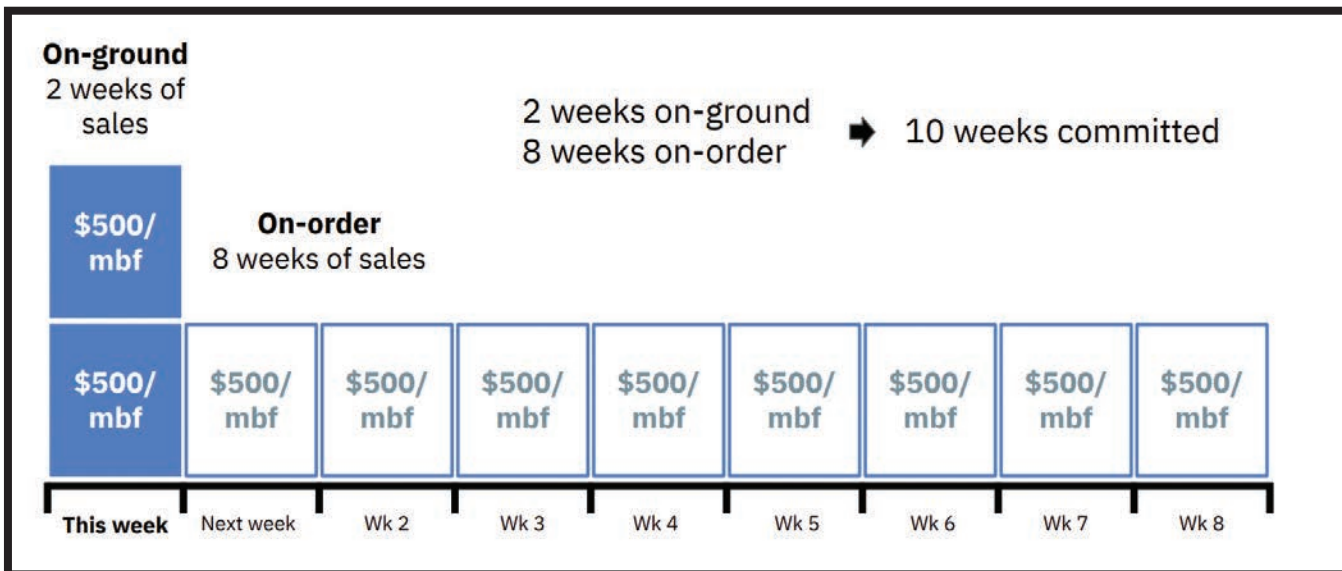 On-ground
2 weeks of
sales
2 weeks on-ground
8 weeks on-order
➡ 10 weeks committed
$500/
mbf
On-order
8 weeks of sales
$500/
mbf
$500/
mbf
$500/
mbf
$500/
mbf
$500/
mbf
$500/
mbf
$500/
mbf
$500/
mbf
$500/
mbf
This week
Next week
Wk 2
Wk 3
Wk 4
Wk 5
Wk 6
Wk 7
Wk 8